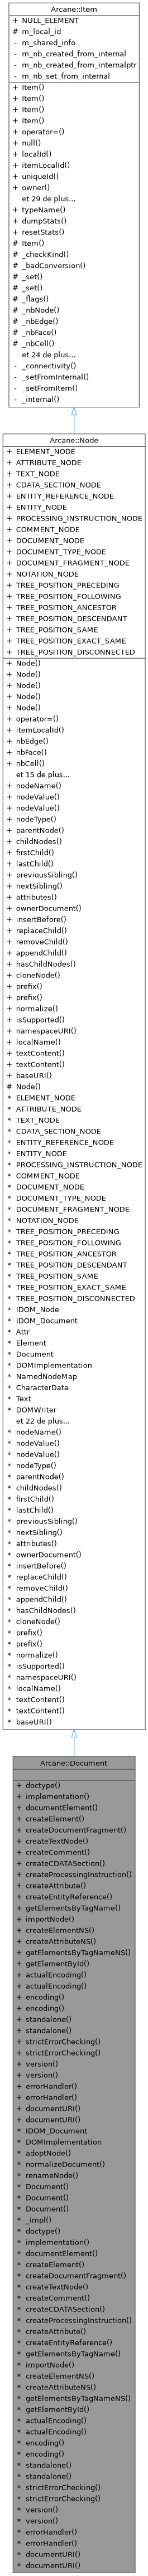 Arcane::Item
+ NULL_ELEMENT
# m_local_id
- m_shared_info
- m_nb_created_from_internal
- m_nb_created_from_internalptr
- m_nb_set_from_internal
+ Item()
+ Item()
+ Item()
+ Item()
+ operator=()
+ null()
+ localId()
+ itemLocalId()
+ uniqueId()
+ owner()
et 29 de plus...
+ typeName()
+ dumpStats()
+ resetStats()
# Item()
# _checkKind()
# _badConversion()
# _set()
# _set()
# _flags()
# _nbNode()
# _nbEdge()
# _nbFace()
# _nbCell()
et 24 de plus...
- _connectivity()
- _setFromInternal()
- _setFromItem()
- _internal()
Arcane::Node
+ ELEMENT_NODE
+ ATTRIBUTE_NODE
+ TEXT_NODE
+ CDATA_SECTION_NODE
+ ENTITY_REFERENCE_NODE
+ ENTITY_NODE
+ PROCESSING_INSTRUCTION_NODE
+ COMMENT_NODE
+ DOCUMENT_NODE
+ DOCUMENT_TYPE_NODE
+ DOCUMENT_FRAGMENT_NODE
+ NOTATION_NODE
+ TREE_POSITION_PRECEDING
+ TREE_POSITION_FOLLOWING
+ TREE_POSITION_ANCESTOR
+ TREE_POSITION_DESCENDANT
+ TREE_POSITION_SAME
+ TREE_POSITION_EXACT_SAME
+ TREE_POSITION_DISCONNECTED
+ Node()
+ Node()
+ Node()
+ Node()
+ Node()
+ operator=()
+ itemLocalId()
+ nbEdge()
+ nbFace()
+ nbCell()
et 15 de plus...
+ nodeName()
+ nodeValue()
+ nodeValue()
+ nodeType()
+ parentNode()
+ childNodes()
+ firstChild()
+ lastChild()
+ previousSibling()
+ nextSibling()
+ attributes()
+ ownerDocument()
+ insertBefore()
+ replaceChild()
+ removeChild()
+ appendChild()
+ hasChildNodes()
+ cloneNode()
+ prefix()
+ prefix()
+ normalize()
+ isSupported()
+ namespaceURI()
+ localName()
+ textContent()
+ textContent()
+ baseURI()
# Node()
* ELEMENT_NODE
* ATTRIBUTE_NODE
* TEXT_NODE
* CDATA_SECTION_NODE
* ENTITY_REFERENCE_NODE
* ENTITY_NODE
* PROCESSING_INSTRUCTION_NODE
* COMMENT_NODE
* DOCUMENT_NODE
* DOCUMENT_TYPE_NODE
* DOCUMENT_FRAGMENT_NODE
* NOTATION_NODE
* TREE_POSITION_PRECEDING
* TREE_POSITION_FOLLOWING
* TREE_POSITION_ANCESTOR
* TREE_POSITION_DESCENDANT
* TREE_POSITION_SAME
* TREE_POSITION_EXACT_SAME
* TREE_POSITION_DISCONNECTED
* IDOM_Node
* IDOM_Document
* Attr
* Element
* Document
* DOMImplementation
* NamedNodeMap
* CharacterData
* Text
* DOMWriter
et 22 de plus...
* nodeName()
* nodeValue()
* nodeValue()
* nodeType()
* parentNode()
* childNodes()
* firstChild()
* lastChild()
* previousSibling()
* nextSibling()
* attributes()
* ownerDocument()
* insertBefore()
* replaceChild()
* removeChild()
* appendChild()
* hasChildNodes()
* cloneNode()
* prefix()
* prefix()
* normalize()
* isSupported()
* namespaceURI()
* localName()
* textContent()
* textContent()
* baseURI()
Arcane::Document
+ doctype()
+ implementation()
+ documentElement()
+ createElement()
+ createDocumentFragment()
+ createTextNode()
+ createComment()
+ createCDATASection()
+ createProcessingInstruction()
+ createAttribute()
+ createEntityReference()
+ getElementsByTagName()
+ importNode()
+ createElementNS()
+ createAttributeNS()
+ getElementsByTagNameNS()
+ getElementById()
+ actualEncoding()
+ actualEncoding()
+ encoding()
+ encoding()
+ standalone()
+ standalone()
+ strictErrorChecking()
+ strictErrorChecking()
+ version()
+ version()
+ errorHandler()
+ errorHandler()
+ documentURI()
+ documentURI()
* IDOM_Document
* DOMImplementation
* adoptNode()
* normalizeDocument()
* renameNode()
* Document()
* Document()
* Document()
* _impl()
* doctype()
* implementation()
* documentElement()
* createElement()
* createDocumentFragment()
* createTextNode()
* createComment()
* createCDATASection()
* createProcessingInstruction()
* createAttribute()
* createEntityReference()
* getElementsByTagName()
* importNode()
* createElementNS()
* createAttributeNS()
* getElementsByTagNameNS()
* getElementById()
* actualEncoding()
* actualEncoding()
* encoding()
* encoding()
* standalone()
* standalone()
* strictErrorChecking()
* strictErrorChecking()
* version()
* version()
* errorHandler()
* errorHandler()
* documentURI()
* documentURI()